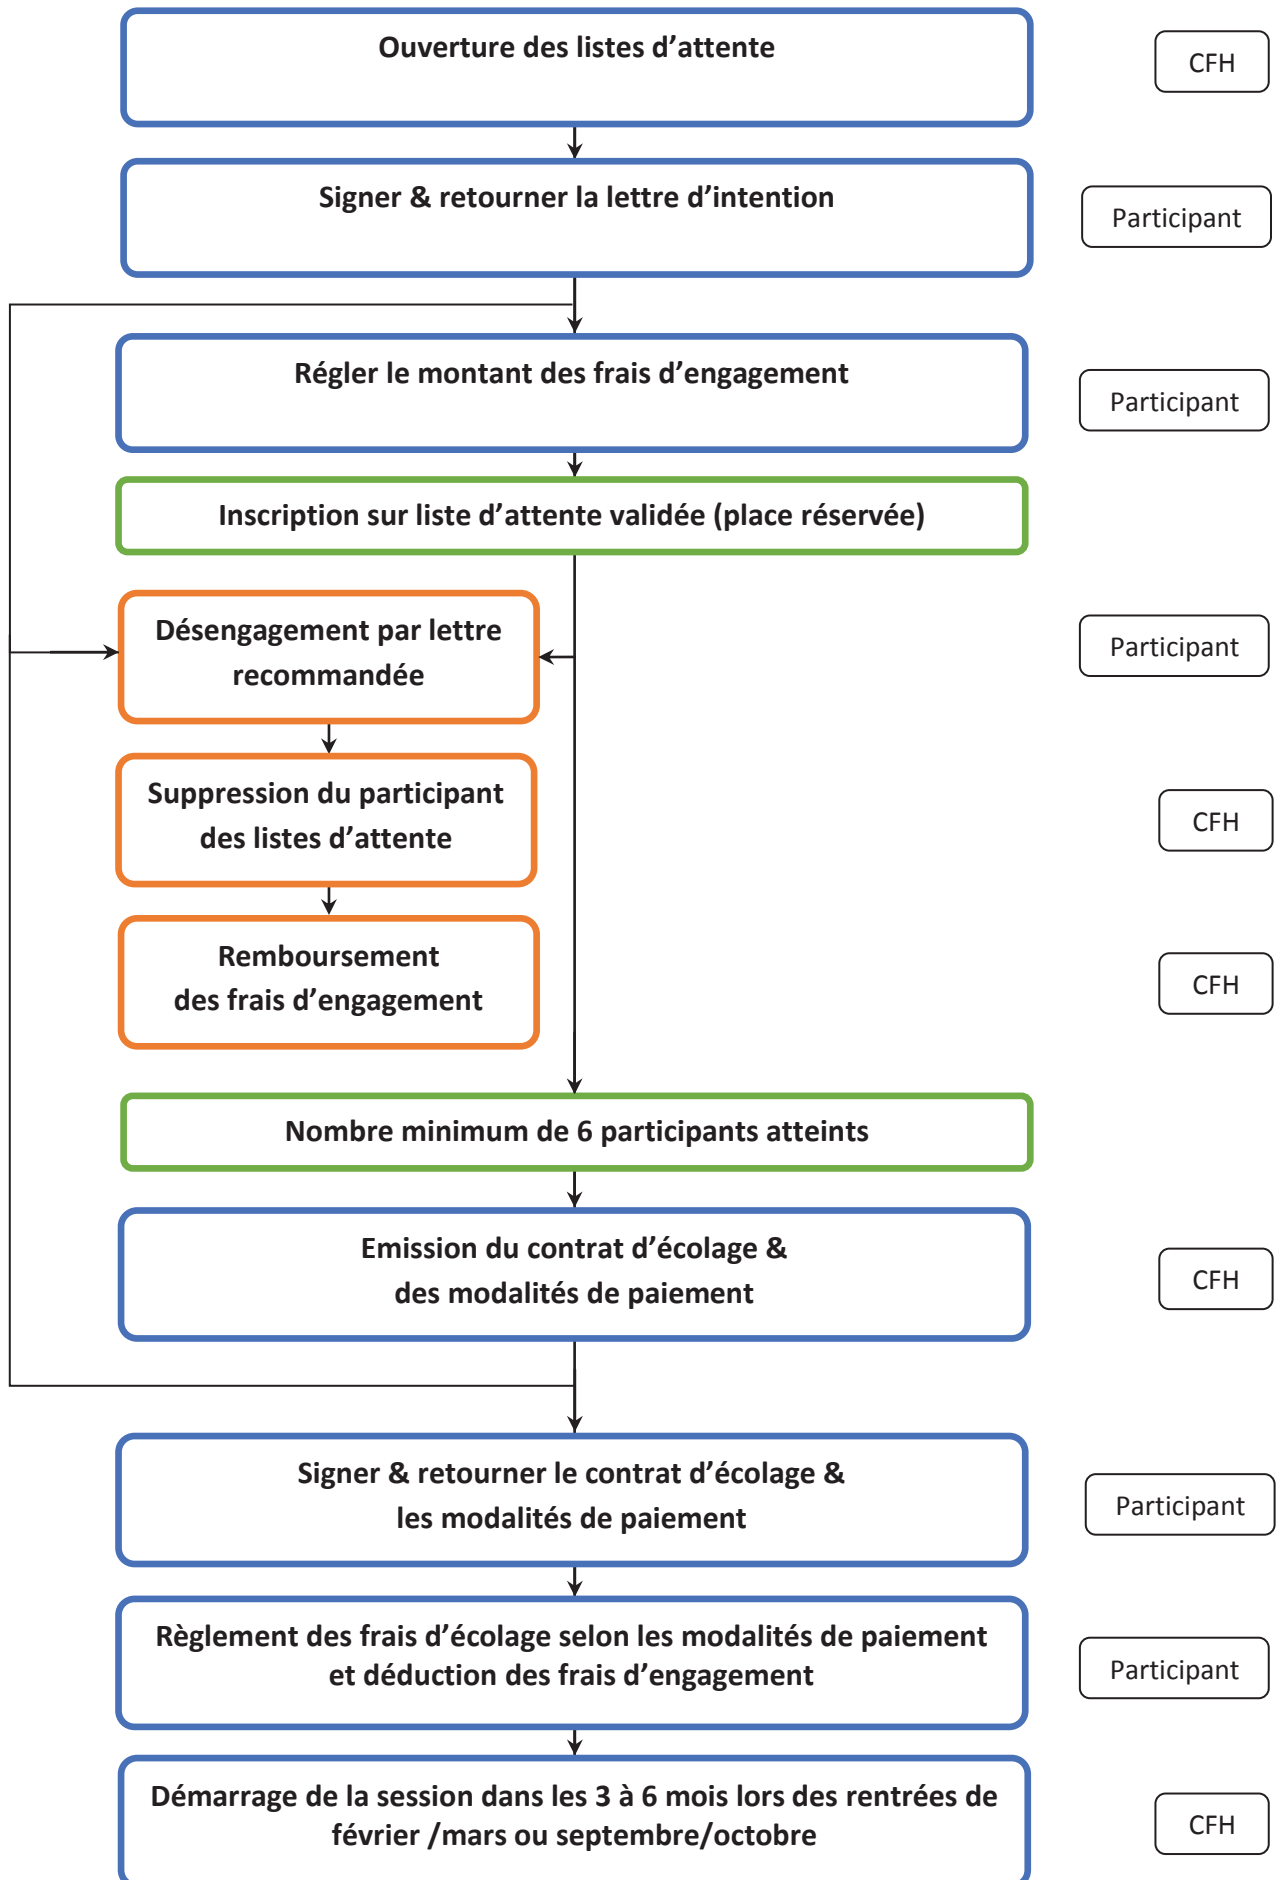 Ouverture des listes d’attente
CFH
Signer & retourner la lettre d’intention
Participant
Régler le montant des frais d’engagement
Participant
Inscription sur liste d’attente validée (place réservée)
Désengagement par lettre
recommandée
Participant
Suppression du participant
des listes d’attente
CFH
Remboursement
des frais d’engagement
CFH
Nombre minimum de 6 participants atteints
Emission du contrat d’écolage &
des modalités de paiement
CFH
Signer & retourner le contrat d’écolage &
les modalités de paiement
Participant
Règlement des frais d’écolage selon les modalités de paiement
et déduction des frais d’engagement
Participant
Démarrage de la session dans les 3 à 6 mois lors des rentrées de
février /mars ou septembre/octobre
CFH